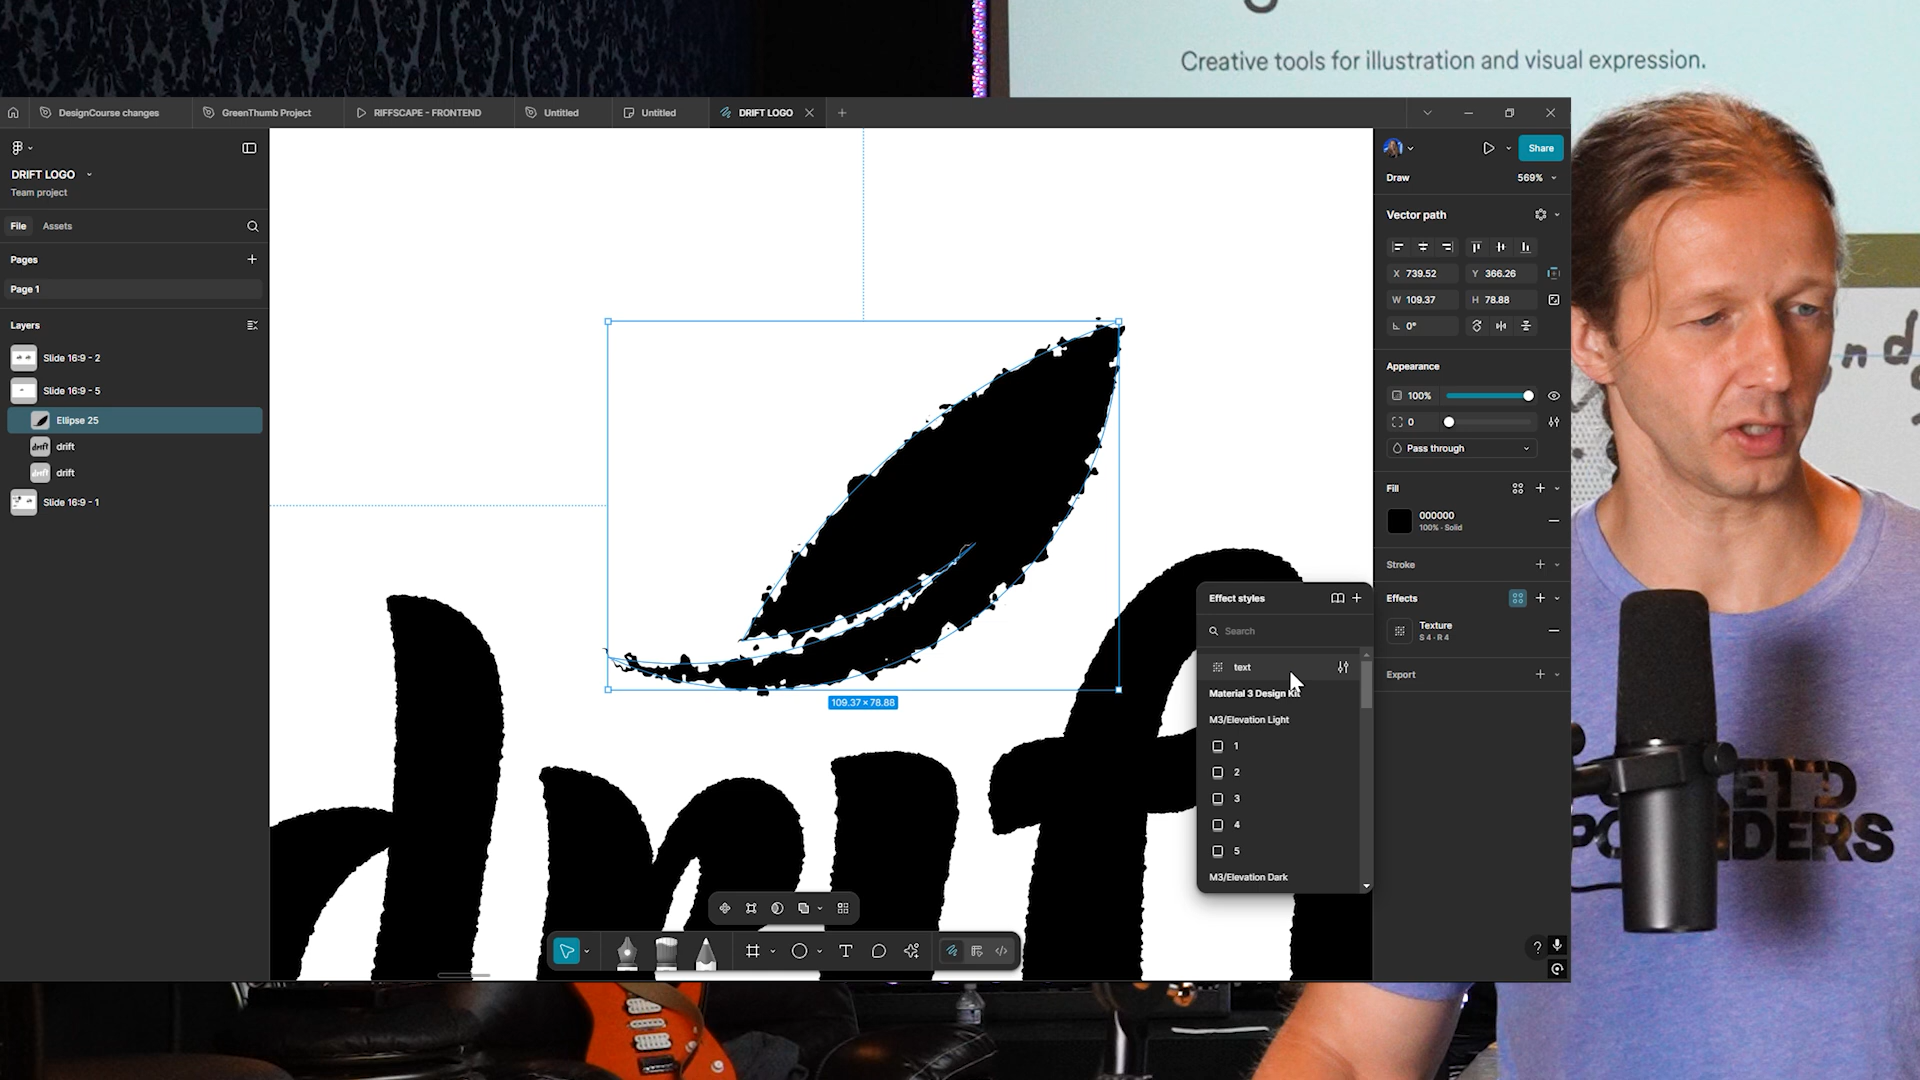 Creative tools for illustration and visual expression.
DesignCourse changes
GreenThumb Project
RIFFSCAPE - FRONTEND
Untitled
Untitled
DRIFT LOGO
DRIFT LOGO
Team project
File
Assets
Pages
Page 1
Layers
Slide 16:9 - 2
Slide 16:9 - 5
Ellipse 25
drift
drift
Slide 16:9 - 1
109.37 × 78.88
drift
Effect styles
Search
text
Material 3 Design Kit
M3/Elevation Light
1
2
3
4
5
M3/Elevation Dark
T
Share
Draw
569%
Vector path
X 739.52
Y 366.26
W 109.37
H 78.88
0°
Appearance
100%
0
Pass through
Fill
000000
100% · Solid
Stroke
Effects
Texture
S 4 · R 4
Export
?